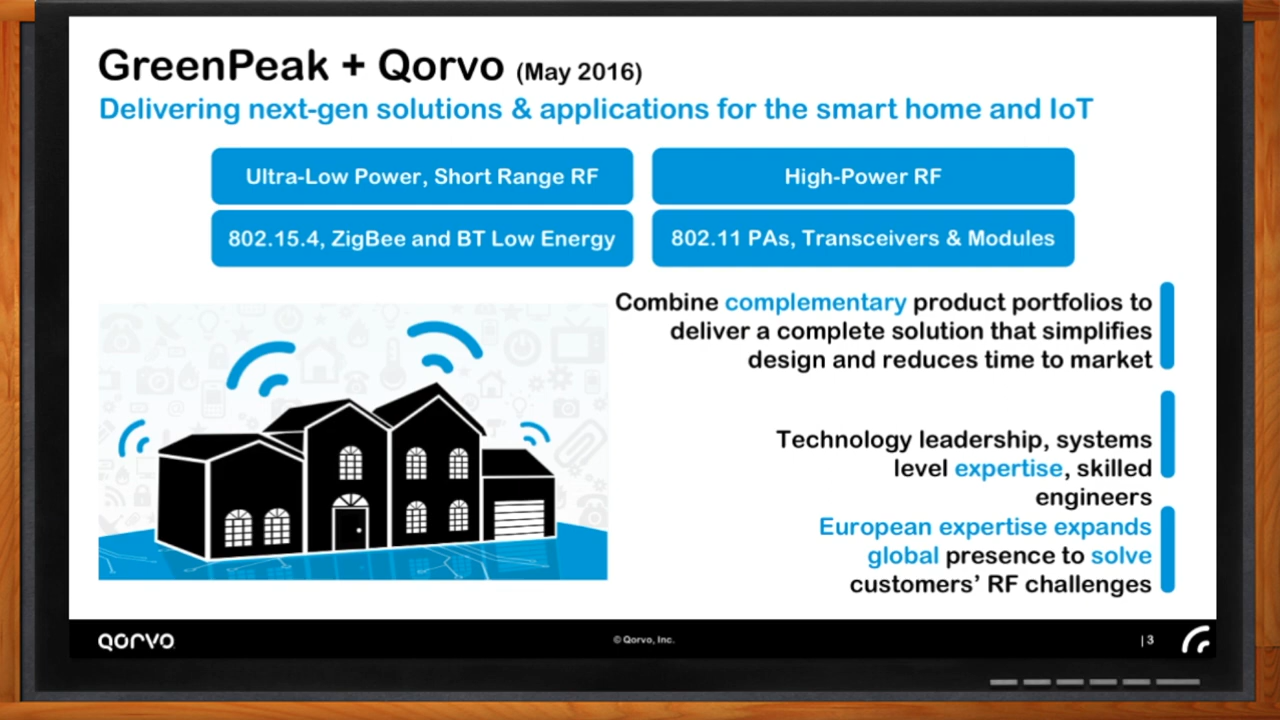 GreenPeak + Qorvo (May 2016)
Delivering next-gen solutions & applications for the smart home and IoT
Ultra-Low Power, Short Range RF
High-Power RF
802.15.4, ZigBee and BT Low Energy
802.11 PAs, Transceivers & Modules
Combine complementary product portfolios to
deliver a complete solution that simplifies
design and reduces time to market
Technology leadership, systems
level expertise, skilled
engineers
European expertise expands
global presence to solve
customers’ RF challenges
QORVO
© Qorvo, Inc.
| 3